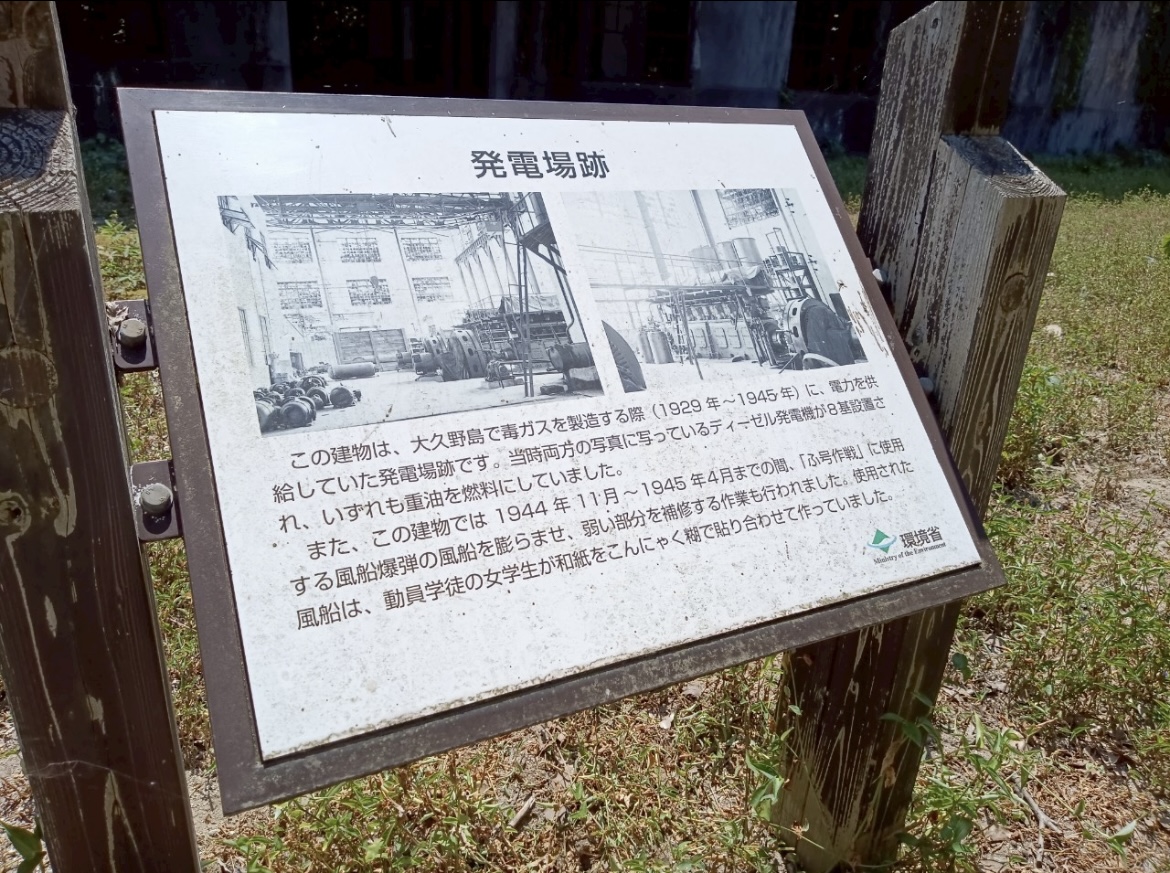 発電場跡
この建物は、大久野島で毒ガスを製造する際（1929年～1945年）に、電力を供
給していた発電場跡です。当時両方の写真に写っているディーゼル発電機が8基設置さ
れ、いずれも重油を燃料にしていました。
また、この建物では1944年11月～1945年4月までの間、「ふ号作戦」に使用
する風船爆弾の風船を膨らませ、弱い部分を補修する作業も行われました。使用された
風船は、動員学徒の女学生が和紙をこんにゃく糊で貼り合わせて作っていました。
環境省
Ministry of the Environment